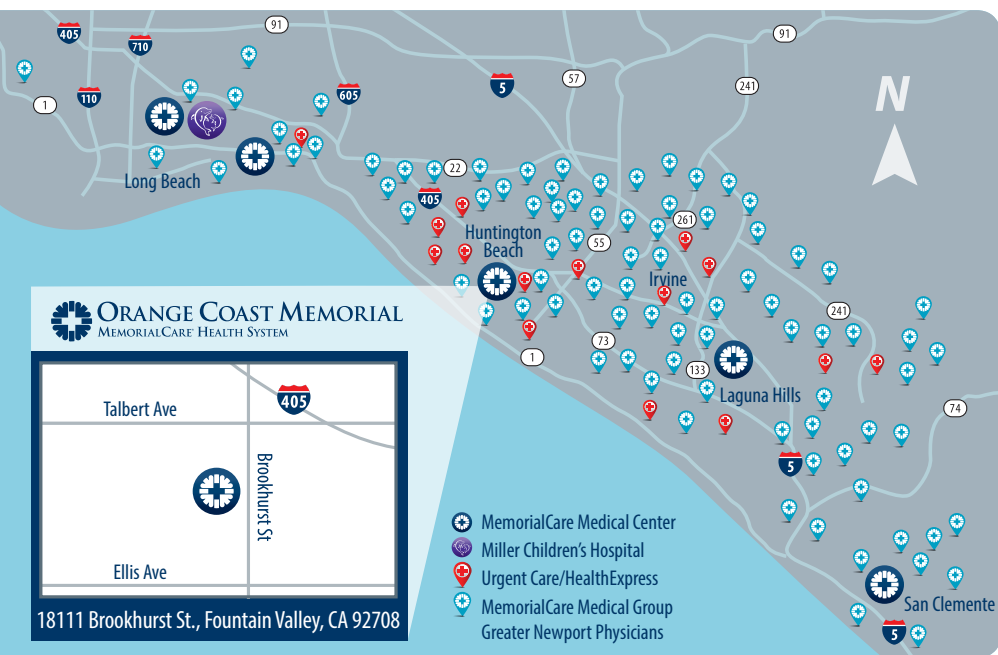 405
710
91
91
5
57
241
N
1
110
605
Long Beach
22
405
261
Huntington
Beach
55
Irvine
241
73
1
133
Laguna Hills
74
5
San Clemente
5
ORANGE COAST MEMORIAL
MEMORIALCARE HEALTH SYSTEM
405
Talbert Ave
Brookhurst St
Ellis Ave
18111 Brookhurst St., Fountain Valley, CA 92708
MemorialCare Medical Center
Miller Children's Hospital
Urgent Care/HealthExpress
MemorialCare Medical Group
Greater Newport Physicians